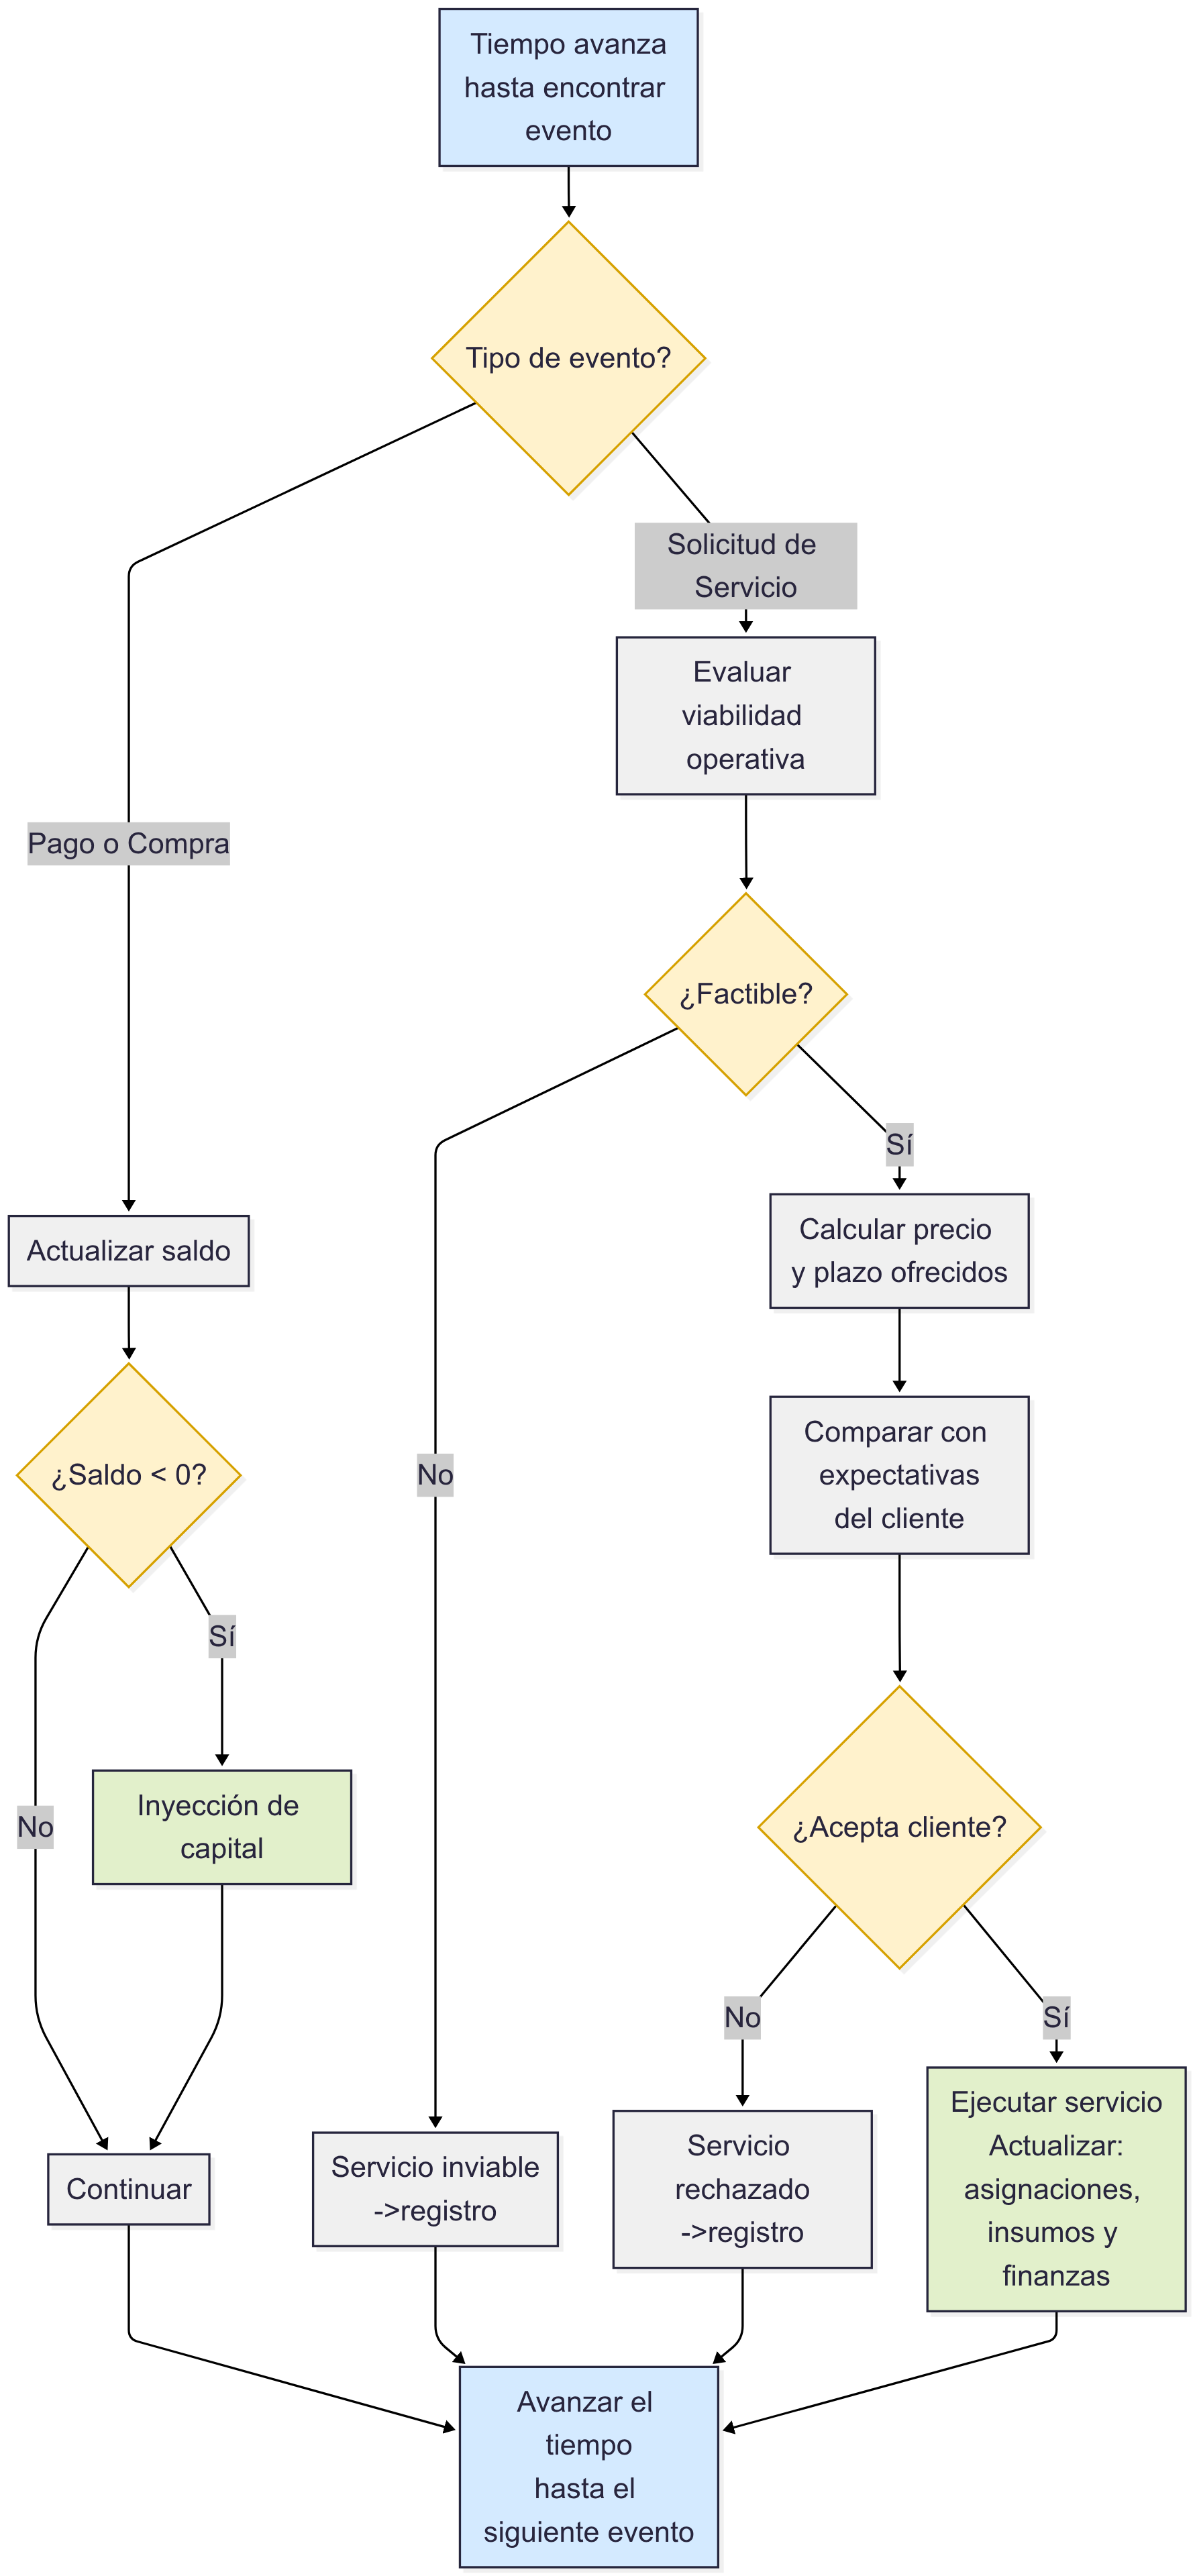 Tiempo avanza
hasta encontrar
evento
Tipo de evento?
Solicitud de
Servicio
Evaluar
viabilidad
operativa
Pago o Compra
¿Factible?
Sí
Calcular precio
y plazo ofrecidos
Actualizar saldo
Comparar con
expectativas
del cliente
¿Saldo < 0?
No
Sí
Inyección de
capital
No
¿Acepta cliente?
No
Sí
Ejecutar servicio
Actualizar:
asignaciones,
insumos y
finanzas
Servicio
rechazado
->registro
Servicio inviable
->registro
Continuar
Avanzar el
tiempo
hasta el
siguiente evento